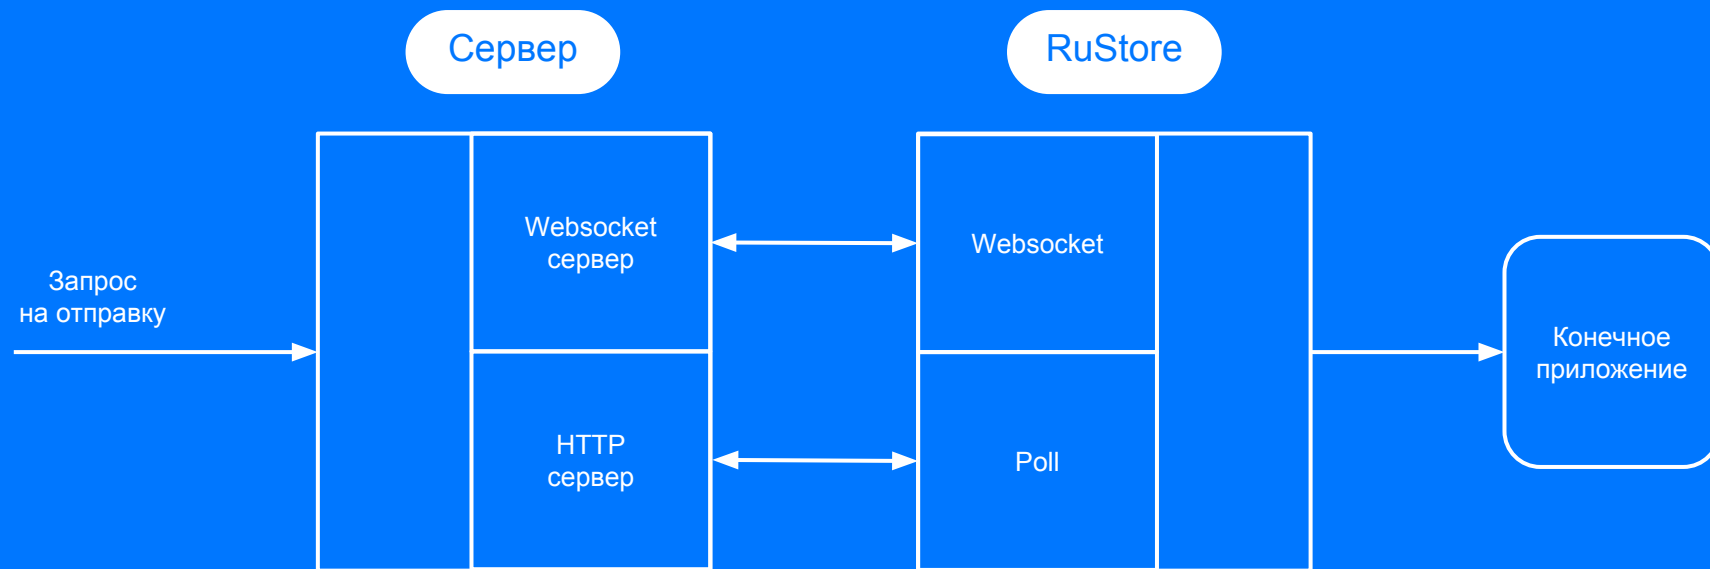 Сервер
RuStore
Запрос
на отправку
Websocket
сервер
Websocket
HTTP
сервер
Poll
Конечное
приложение